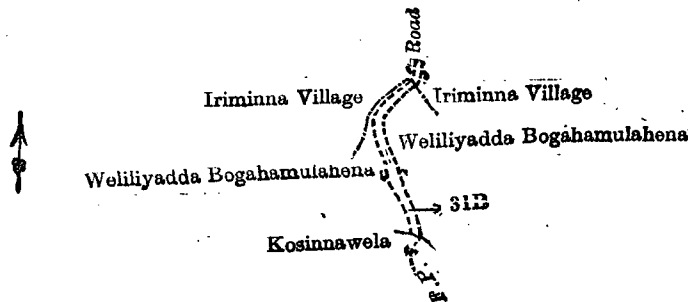 Road
Iriminna Village
Iriminna Village
Weliliyadda Bogahamulahena
Weliliyadda Bogahamulahena
31B
Kosinnawela